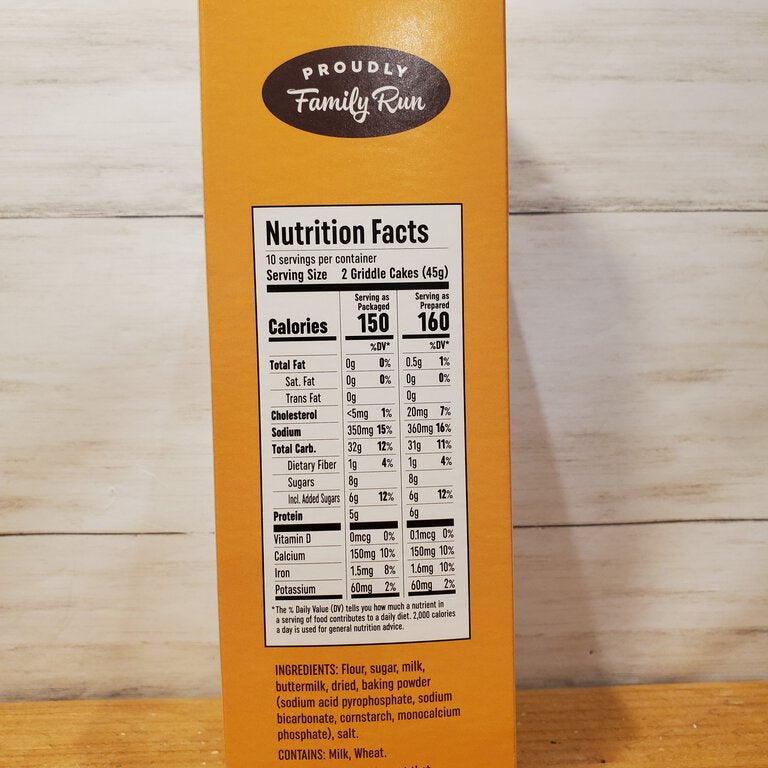 PROUDLY
Family Run
Nutrition Facts
10 servings per container
Serving Size 2 Griddle Cakes (45g)
Serving as Packaged Serving as Prepared
Calories 150 160
%DV* %DV*
Total Fat 0g 0% 0.5g 1%
Sat. Fat 0g 0% 0g 0%
Trans Fat 0g 0g
Cholesterol <5mg 1% 20mg 7%
Sodium 350mg 15% 360mg 16%
Total Carb. 32g 12% 31g 11%
Dietary Fiber 1g 4% 1g 4%
Sugars 8g 8g
Incl. Added Sugars 6g 12% 6g 12%
Protein 5g 6g
Vitamin D 0mcg 0% 0.1mcg 0%
Calcium 150mg 10% 150mg 10%
Iron 1.5mg 8% 1.6mg 10%
Potassium 60mg 2% 60mg 2%
*The % Daily Value (DV) tells you how much a nutrient in
a serving of food contributes to a daily diet. 2,000 calories
a day is used for general nutrition advice.
INGREDIENTS: Flour, sugar, milk,
buttermilk, dried, baking powder
(sodium acid pyrophosphate, sodium
bicarbonate, cornstarch, monocalcium
phosphate), salt.
CONTAINS: Milk, Wheat.